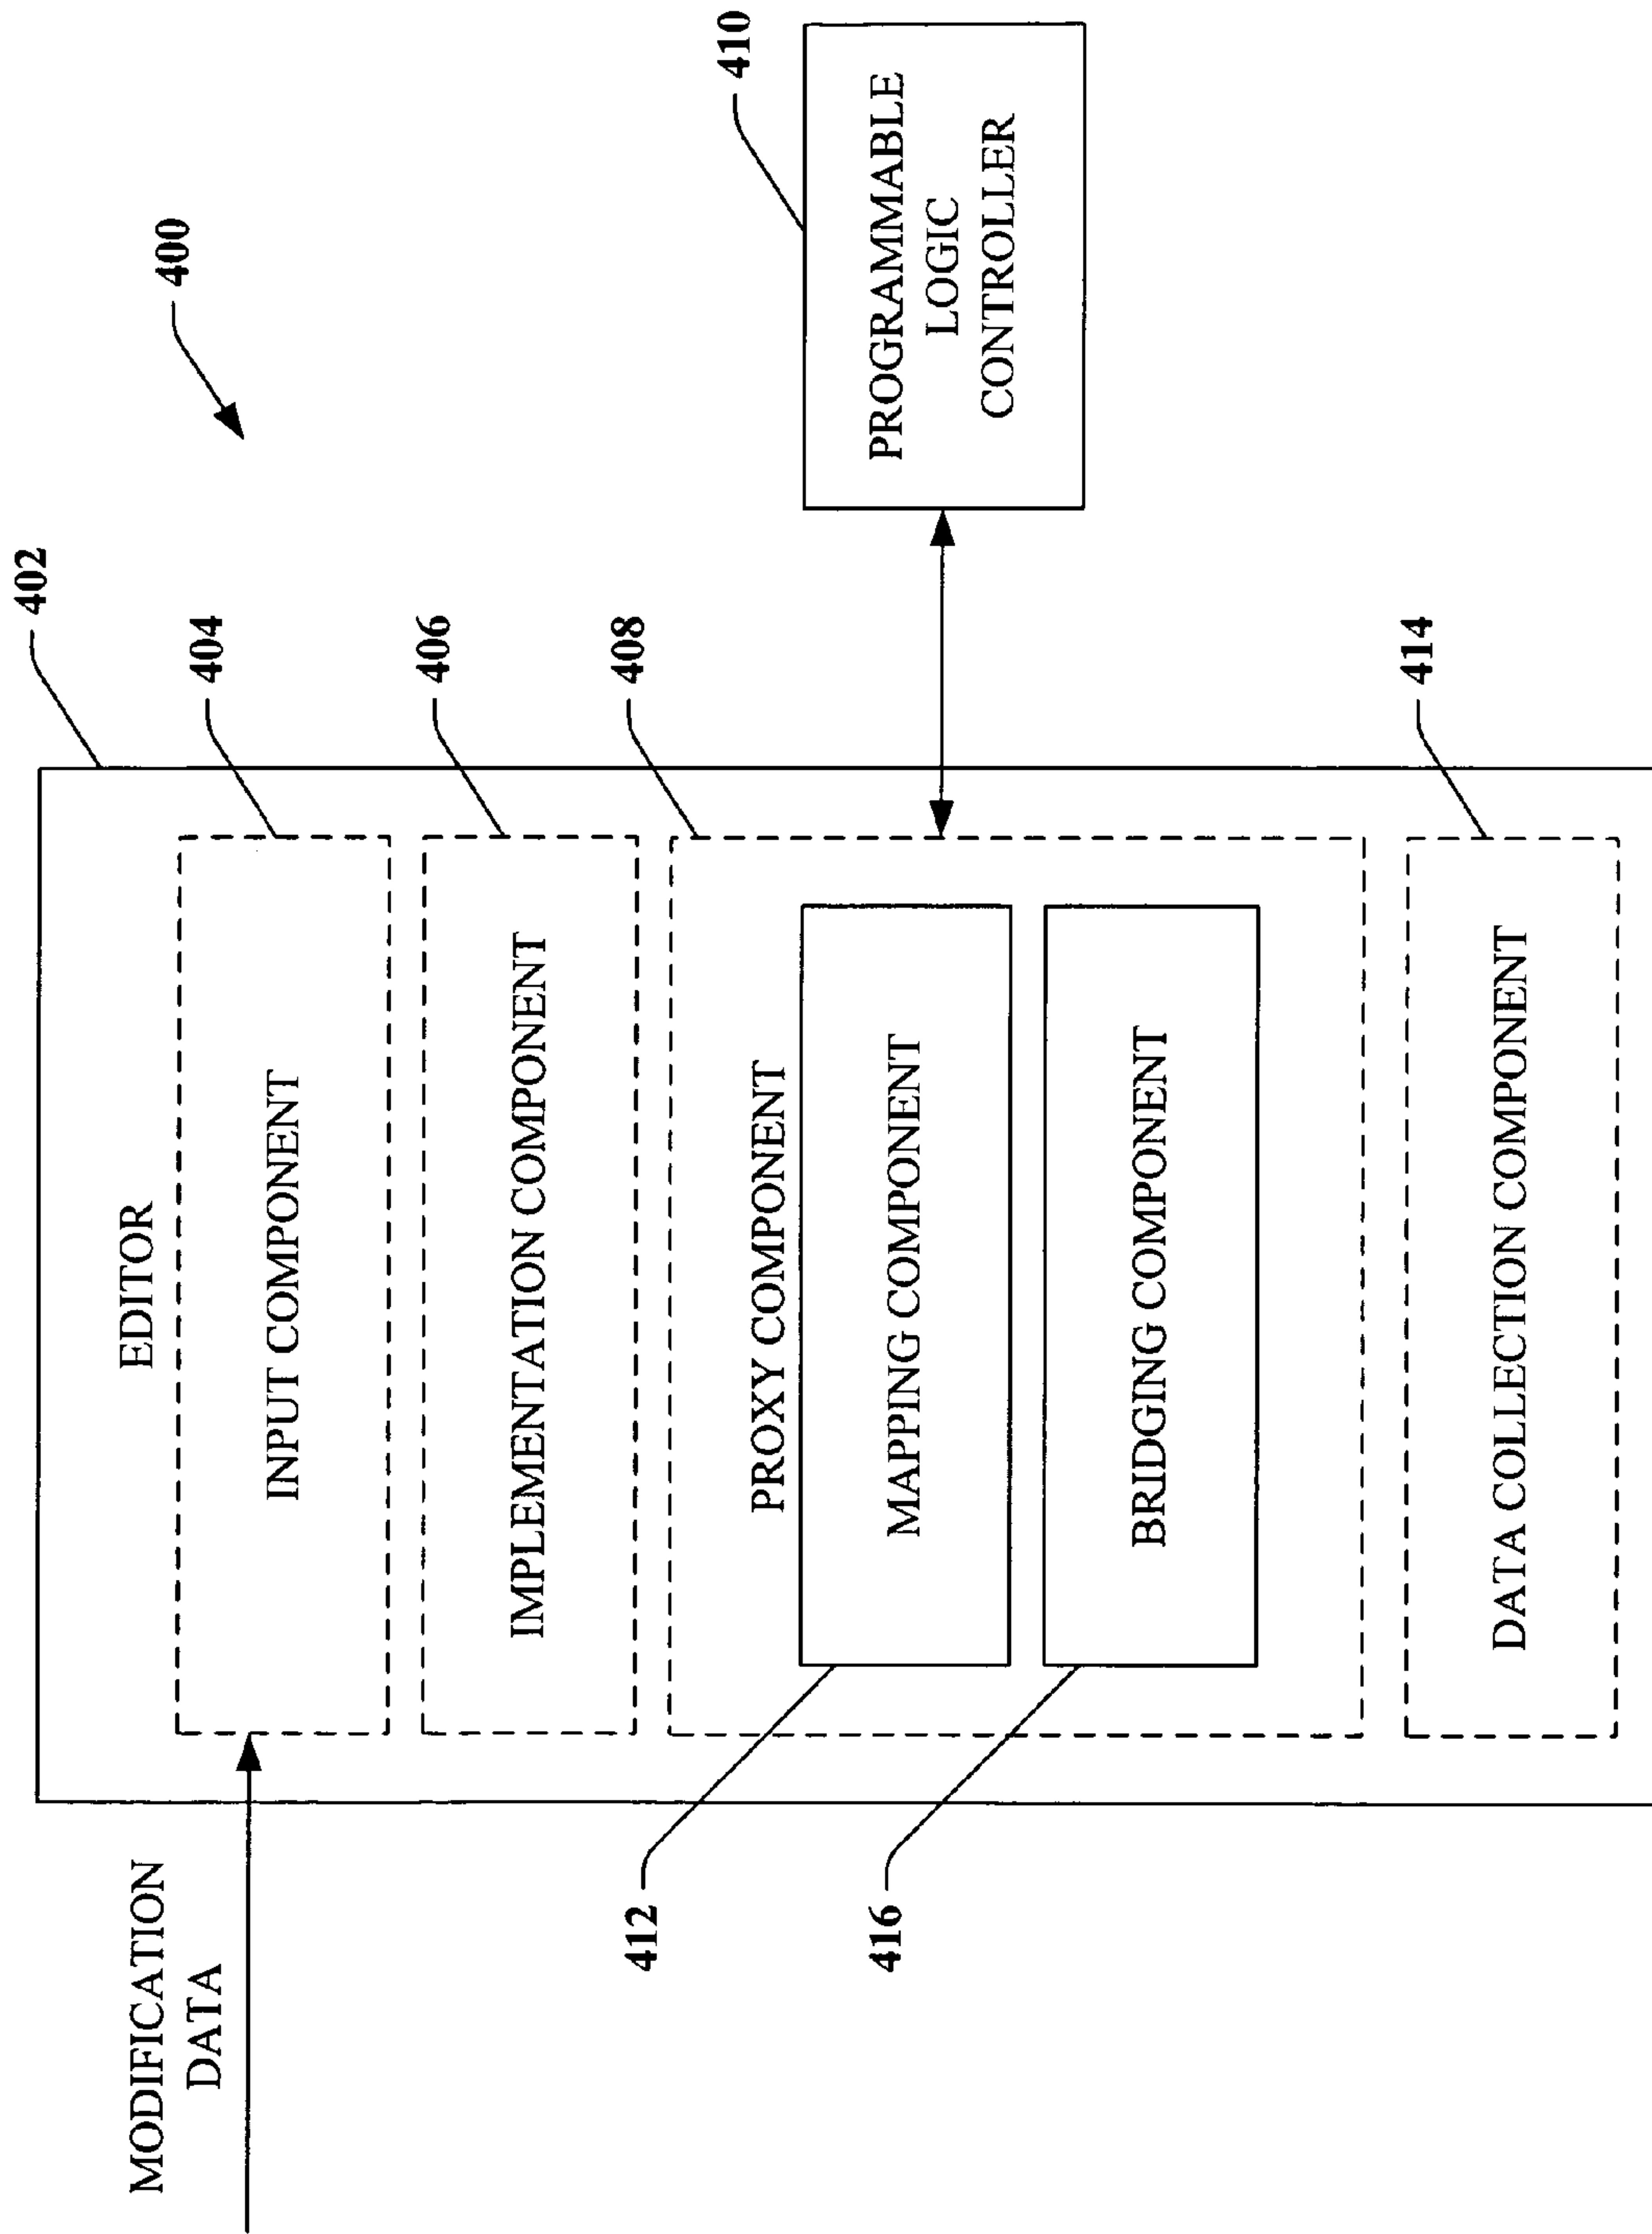 400
402
EDITOR
MODIFICATION
DATA
404
INPUT COMPONENT
406
IMPLEMENTATION COMPONENT
408
PROXY COMPONENT
412
MAPPING COMPONENT
416
BRIDGING COMPONENT
410
PROGRAMMABLE
LOGIC
CONTROLLER
414
DATA COLLECTION COMPONENT